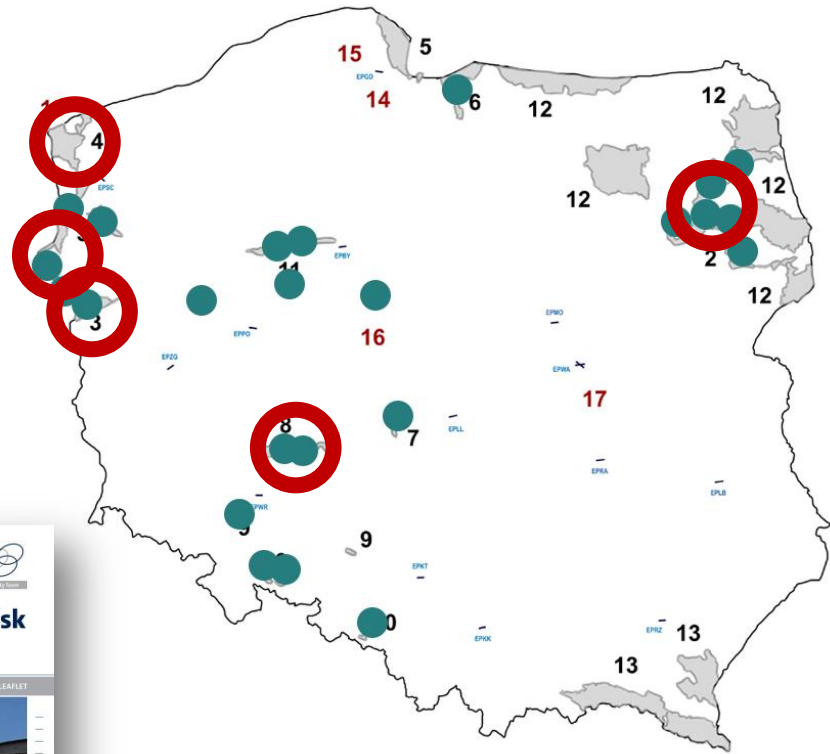 15
5
EPGD
14
6
12
12
4
EPSC
12
12
2
12
11
EPBY
3
16
EPPO
EPZG
EPMO
EPWA
17
8
7
EPLL
EPRA
EPWR
EPLB
9
EPKT
EPKK
EPRZ
13
13
sk
LEAFLET